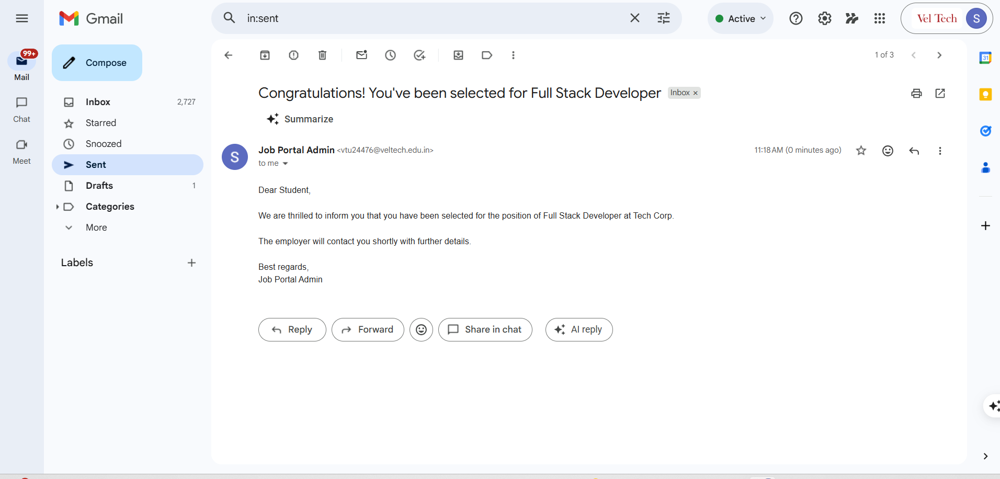 Gmail
in:sent
Active
Vel Tech
S
99+
Mail
Chat
Meet
Compose
Inbox 2,727
Starred
Snoozed
Sent
Drafts 1
Categories
More
Labels
1 of 3
31
Congratulations! You've been selected for Full Stack Developer Inbox ×
Summarize
S
Job Portal Admin <vtu24476@veltech.edu.in> 11:18 AM (0 minutes ago)
to me
Dear Student,
We are thrilled to inform you that you have been selected for the position of Full Stack Developer at Tech Corp.
The employer will contact you shortly with further details.
Best regards,
Job Portal Admin
Reply Forward Share in chat AI reply